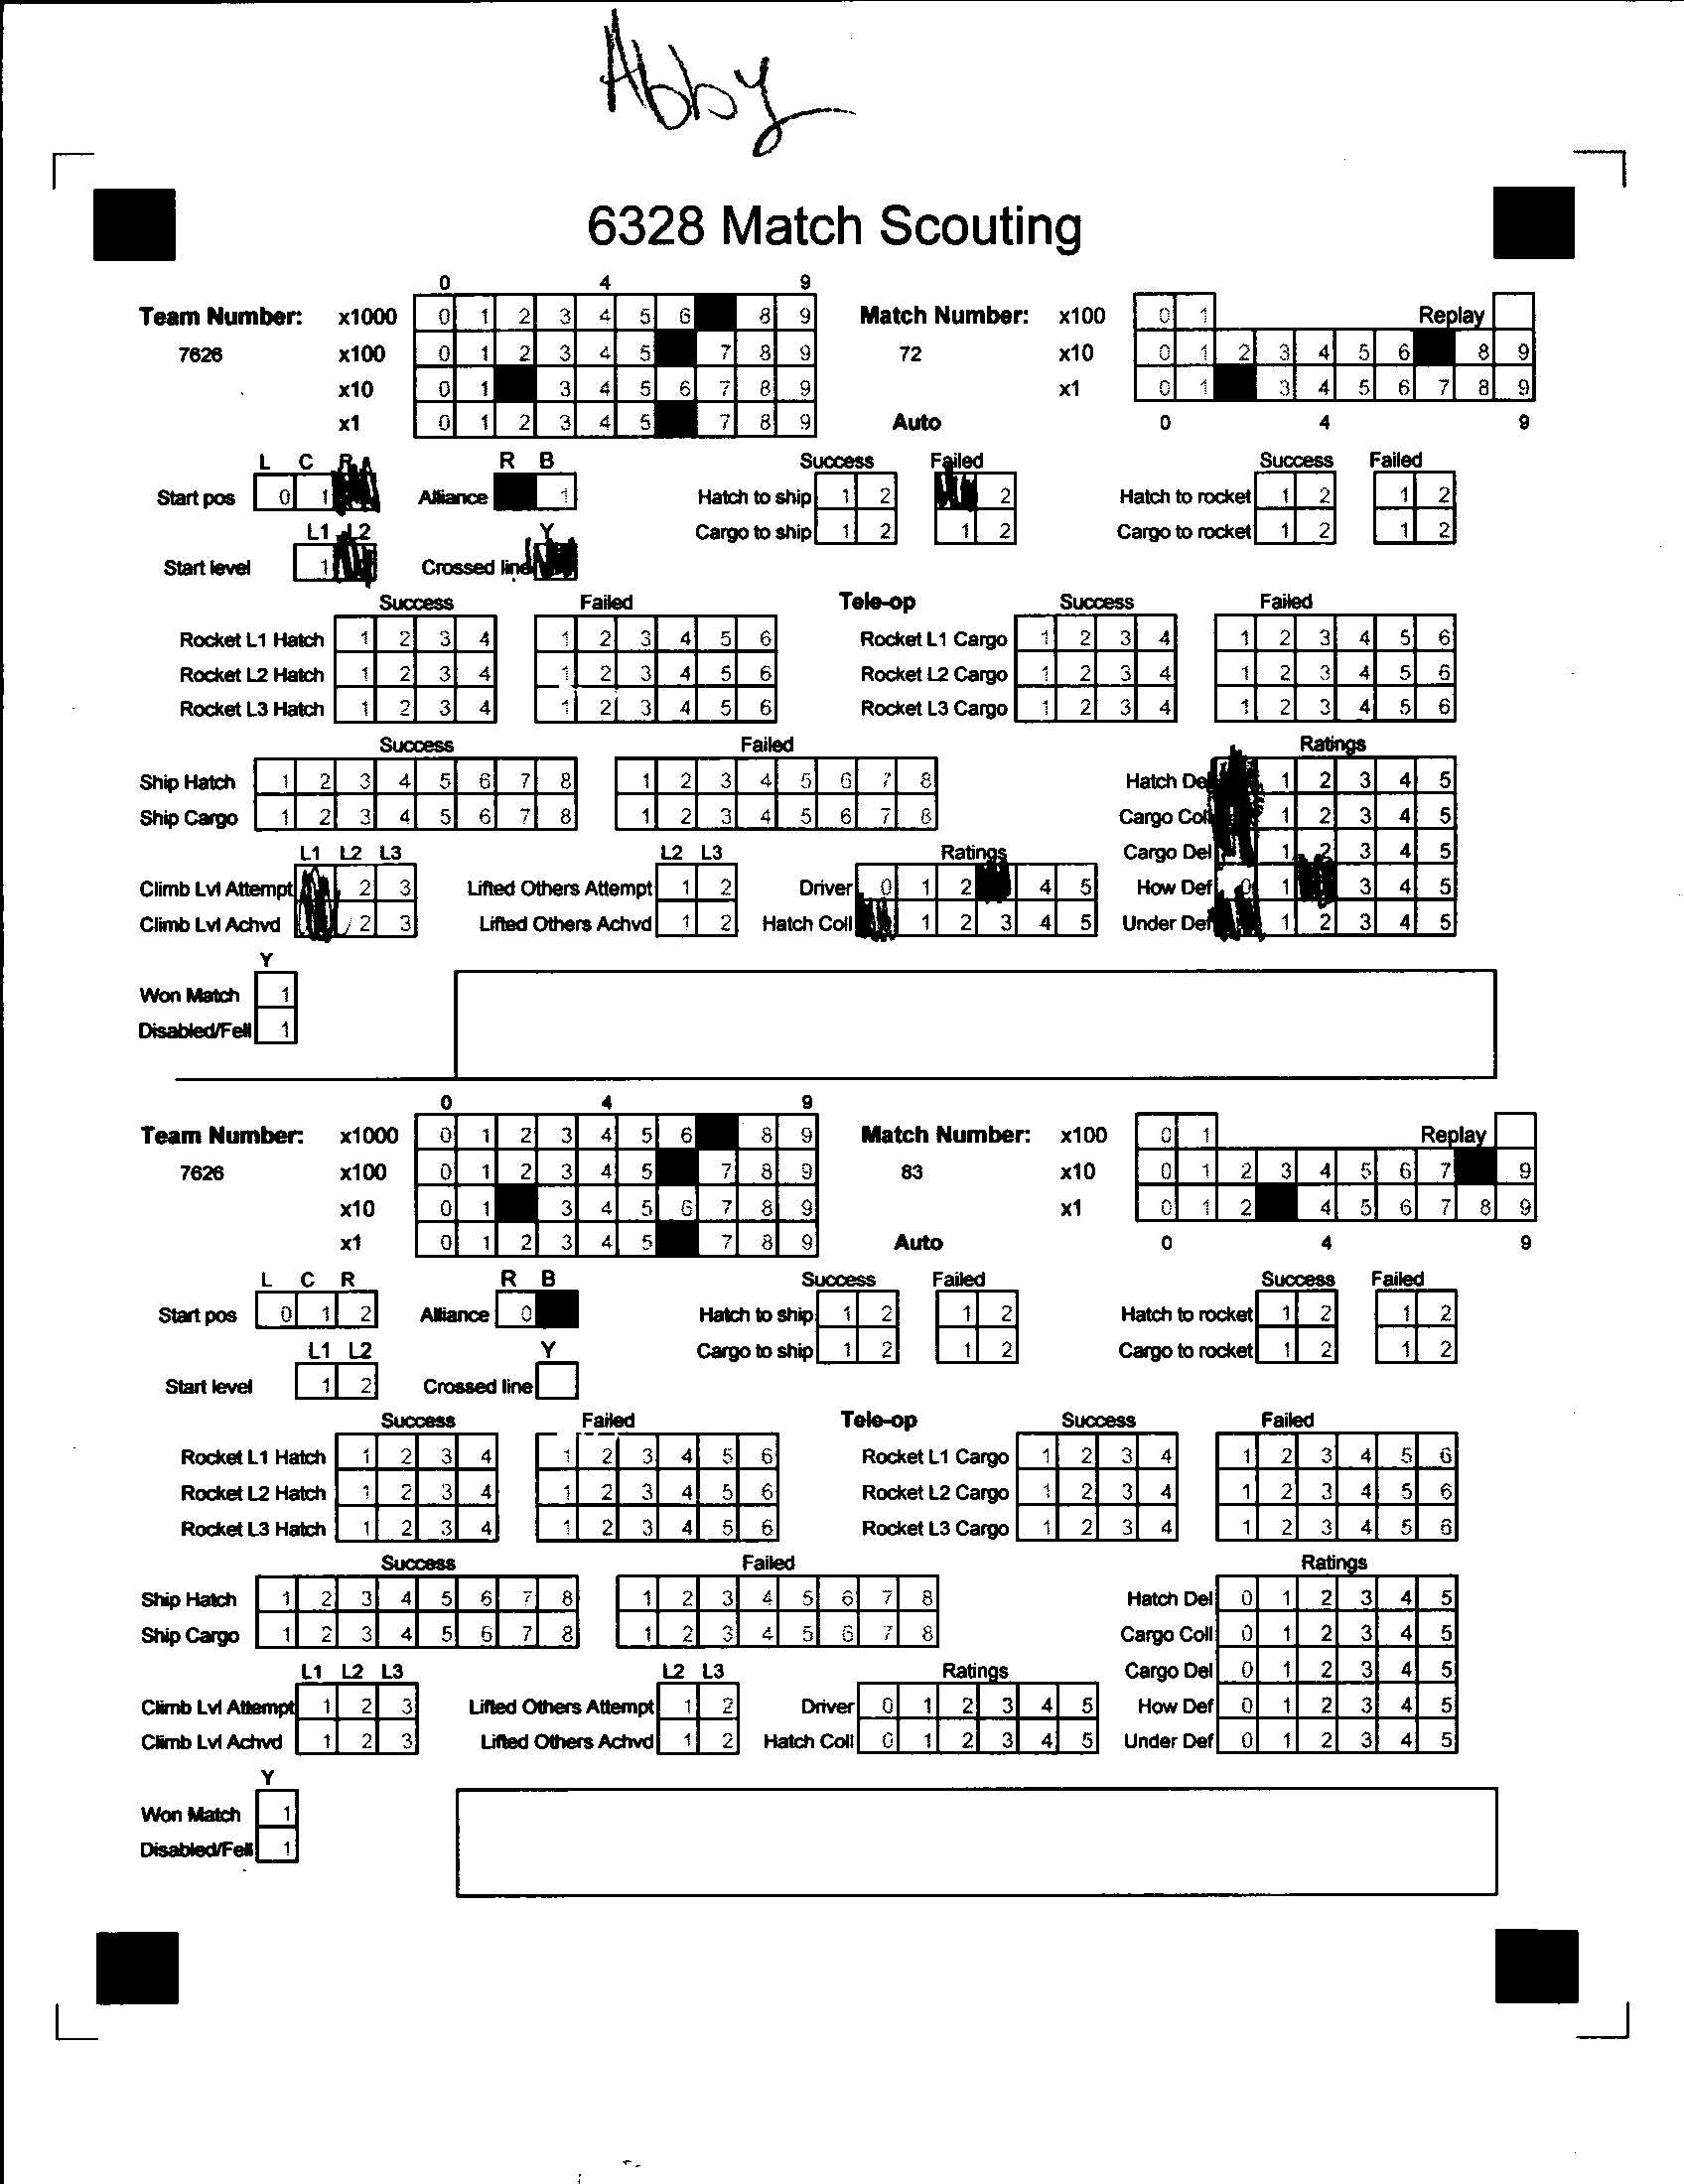 Abby
6328 Match Scouting
0 4 9
Team Number: x1000 0 1 2 3 4 5 6 8 9 Match Number: x100 0 1 Replay
7626 x100 0 1 2 3 4 5 7 8 9 72 x10 0 1 2 3 4 5 6 8 9
x10 0 1 3 4 5 6 7 8 9 x1 0 1 3 4 5 6 7 8 9
x1 0 1 2 3 4 5 7 8 9 Auto 0 4 9
L C R R B Success Failed Success Failed
Start pos 0 1 Alliance 1 Hatch to ship 1 2 2 Hatch to rocket 1 2 1 2
L1 L2 Y Cargo to ship 1 2 1 2 Cargo to rocket 1 2 1 2
Start level 1 Crossed line
Success Failed Tele-op Success Failed
Rocket L1 Hatch 1 2 3 4 1 2 3 4 5 6 Rocket L1 Cargo 1 2 3 4 1 2 3 4 5 6
Rocket L2 Hatch 1 2 3 4 1 2 3 4 5 6 Rocket L2 Cargo 1 2 3 4 1 2 3 4 5 6
Rocket L3 Hatch 1 2 3 4 1 2 3 4 5 6 Rocket L3 Cargo 1 2 3 4 1 2 3 4 5 6
Success Failed Ratings
Ship Hatch 1 2 3 4 5 6 7 8 1 2 3 4 5 6 7 8 Hatch De 1 2 3 4 5
Ship Cargo 1 2 3 4 5 6 7 8 1 2 3 4 5 6 7 8 Cargo Coll 1 2 3 4 5
L1 L2 L3 L2 L3 Ratings Cargo Del 1 2 3 4 5
Climb Lvl Attempt 2 3 Lifted Others Attempt 1 2 Driver 0 1 2 4 5 How Def 0 1 3 4 5
Climb Lvl Achvd 2 3 Lifted Others Achvd 1 2 Hatch Coll 1 2 3 4 5 Under Def 1 2 3 4 5
Y
Won Match 1
Disabled/Fell 1
0 4 9
Team Number: x1000 0 1 2 3 4 5 6 8 9 Match Number: x100 0 1 Replay
7626 x100 0 1 2 3 4 5 7 8 9 83 x10 0 1 2 3 4 5 6 7 9
x10 0 1 3 4 5 6 7 8 9 x1 0 1 2 4 5 6 7 8 9
x1 0 1 2 3 4 5 7 8 9 Auto 0 4 9
L C R R B Success Failed Success Failed
Start pos 0 1 2 Alliance 0 Hatch to ship 1 2 1 2 Hatch to rocket 1 2 1 2
L1 L2 Y Cargo to ship 1 2 1 2 Cargo to rocket 1 2 1 2
Start level 1 2 Crossed line
Success Failed Tele-op Success Failed
Rocket L1 Hatch 1 2 3 4 1 2 3 4 5 6 Rocket L1 Cargo 1 2 3 4 1 2 3 4 5 6
Rocket L2 Hatch 1 2 3 4 1 2 3 4 5 6 Rocket L2 Cargo 1 2 3 4 1 2 3 4 5 6
Rocket L3 Hatch 1 2 3 4 1 2 3 4 5 6 Rocket L3 Cargo 1 2 3 4 1 2 3 4 5 6
Success Failed Ratings
Ship Hatch 1 2 3 4 5 6 7 8 1 2 3 4 5 6 7 8 Hatch Del 0 1 2 3 4 5
Ship Cargo 1 2 3 4 5 6 7 8 1 2 3 4 5 6 7 8 Cargo Coll 0 1 2 3 4 5
L1 L2 L3 L2 L3 Ratings Cargo Del 0 1 2 3 4 5
Climb Lvl Attempt 1 2 3 Lifted Others Attempt 1 2 Driver 0 1 2 3 4 5 How Def 0 1 2 3 4 5
Climb Lvl Achvd 1 2 3 Lifted Others Achvd 1 2 Hatch Coll 0 1 2 3 4 5 Under Def 0 1 2 3 4 5
Y
Won Match 1
Disabled/Fell 1